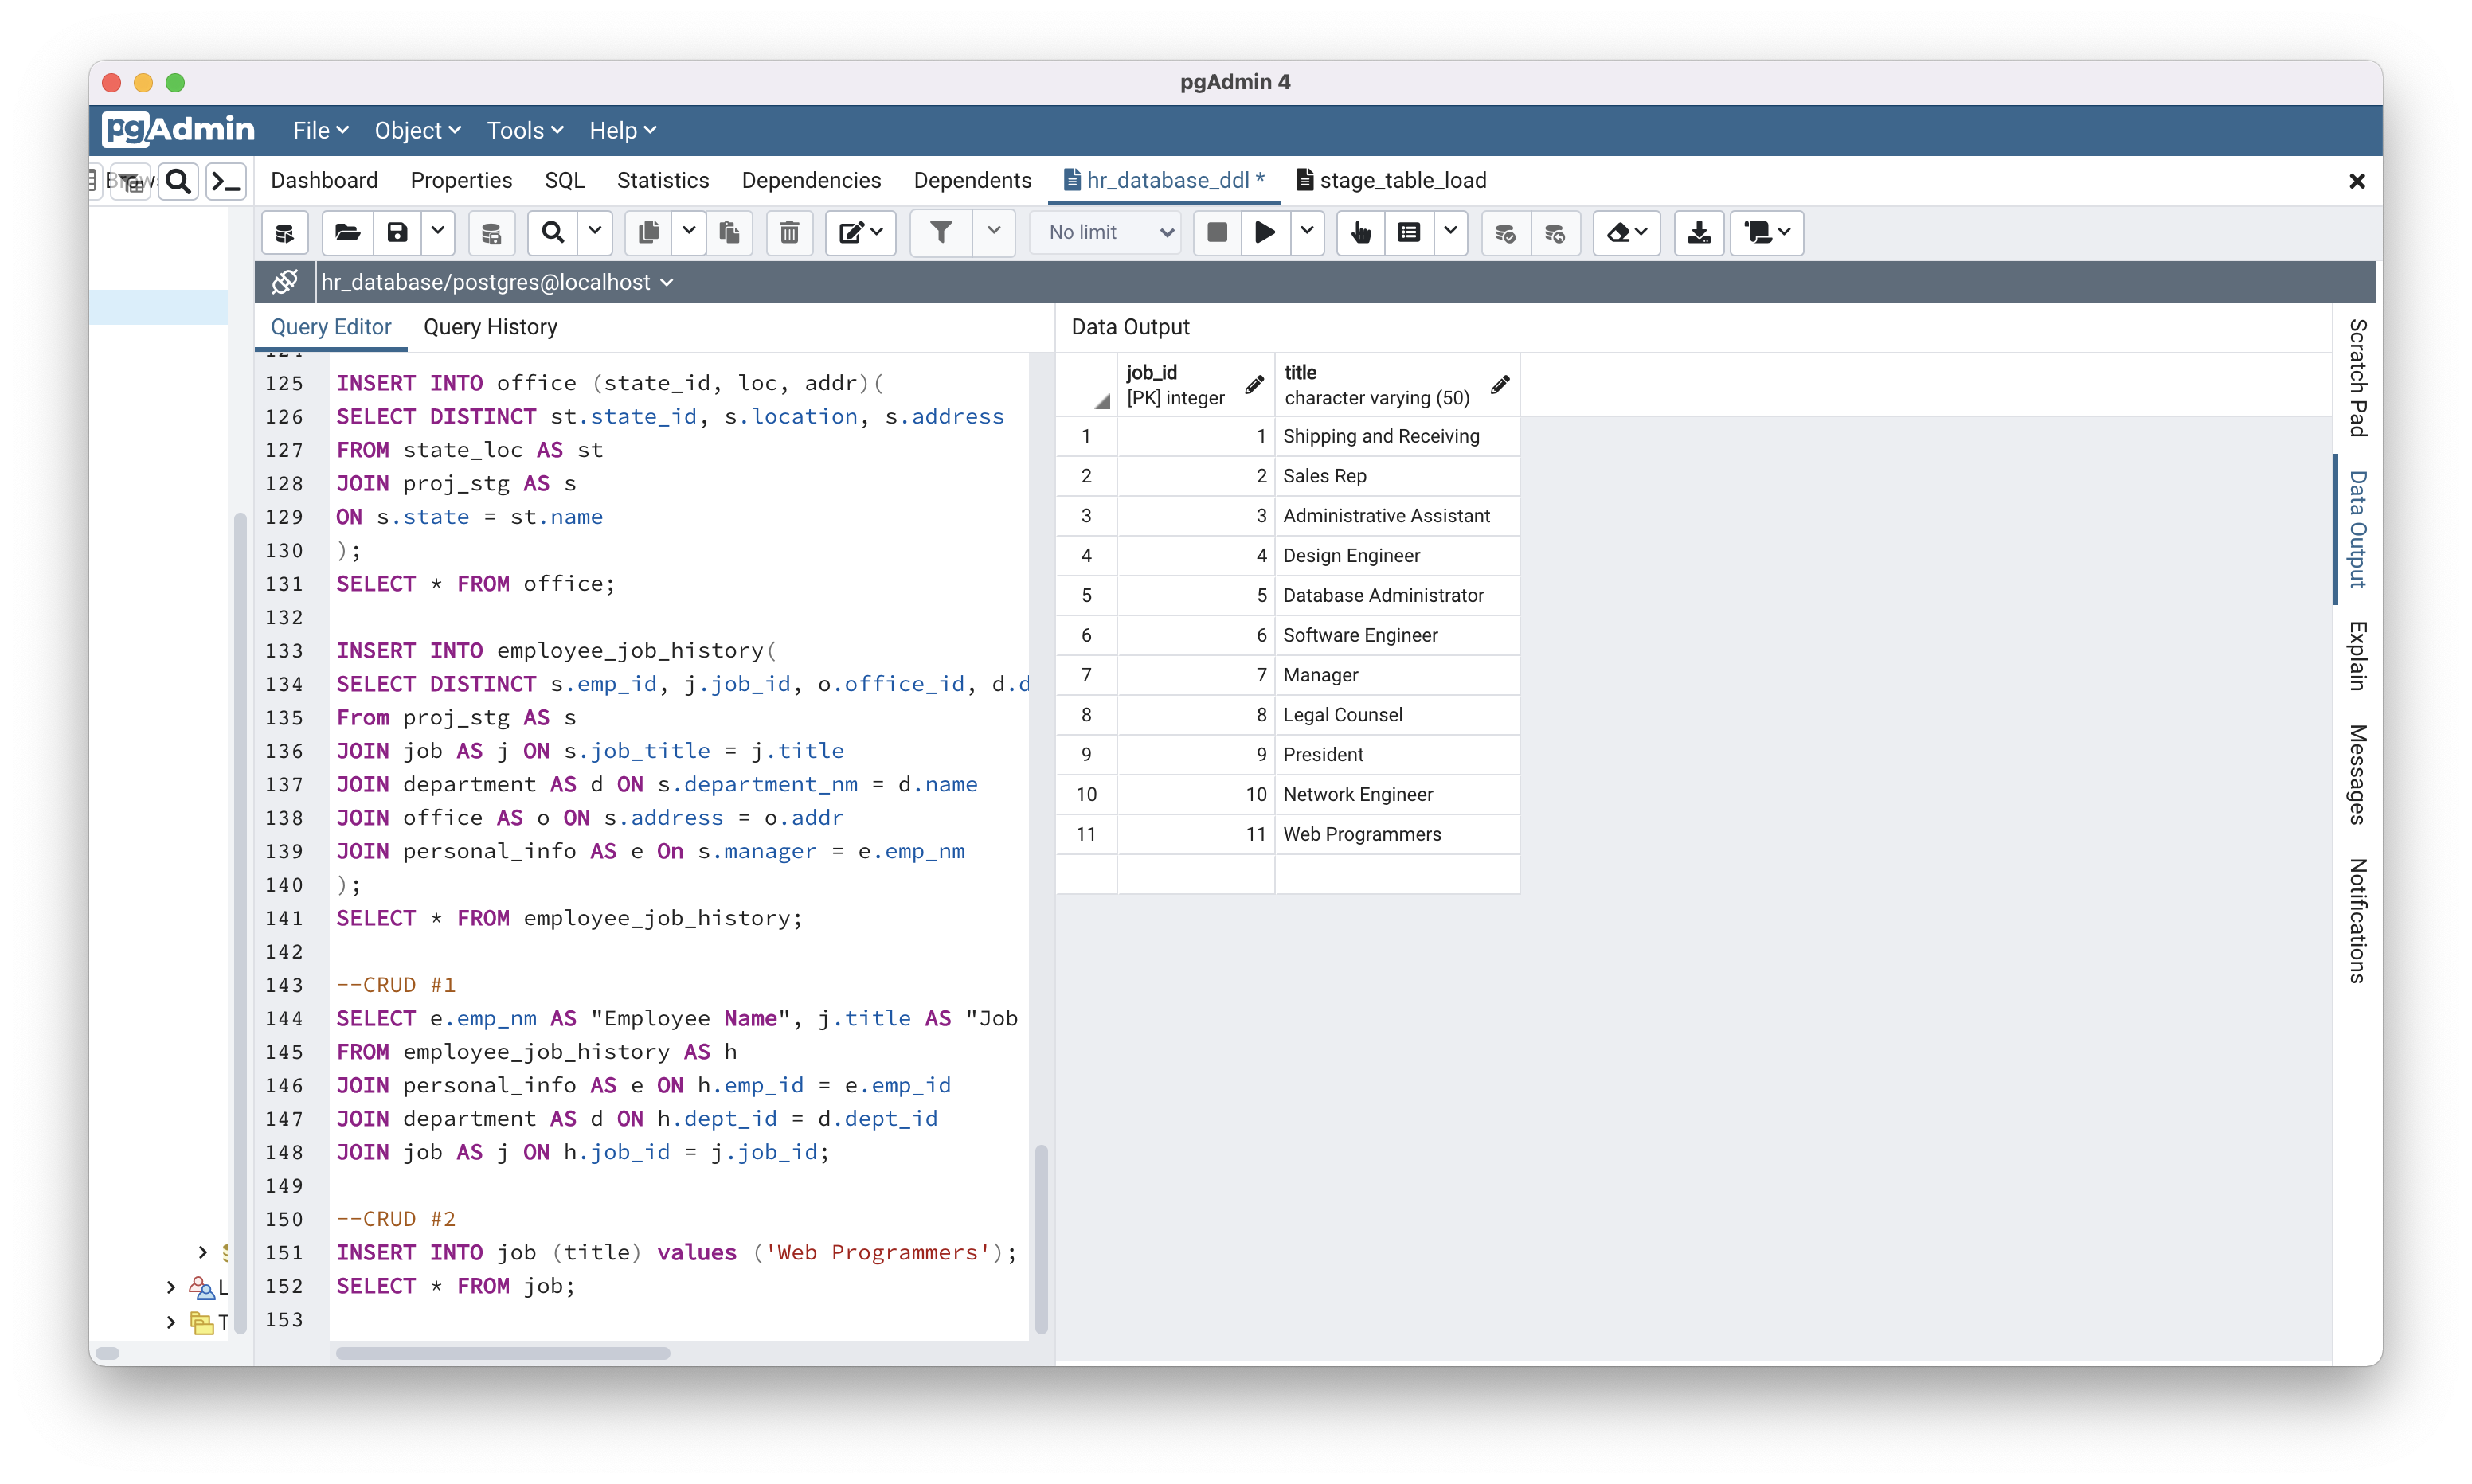 pgAdmin 4
pgAdmin File Object Tools Help
Dashboard Properties SQL Statistics Dependencies Dependents hr_database_ddl * stage_table_load
No limit
hr_database/postgres@localhost
Query Editor Query History
125 INSERT INTO office (state_id, loc, addr)(
126 SELECT DISTINCT st.state_id, s.location, s.address
127 FROM state_loc AS st
128 JOIN proj_stg AS s
129 ON s.state = st.name
130 );
131 SELECT * FROM office;
132
133 INSERT INTO employee_job_history(
134 SELECT DISTINCT s.emp_id, j.job_id, o.office_id, d.d
135 From proj_stg AS s
136 JOIN job AS j ON s.job_title = j.title
137 JOIN department AS d ON s.department_nm = d.name
138 JOIN office AS o ON s.address = o.addr
139 JOIN personal_info AS e On s.manager = e.emp_nm
140 );
141 SELECT * FROM employee_job_history;
142
143 --CRUD #1
144 SELECT e.emp_nm AS "Employee Name", j.title AS "Job
145 FROM employee_job_history AS h
146 JOIN personal_info AS e ON h.emp_id = e.emp_id
147 JOIN department AS d ON h.dept_id = d.dept_id
148 JOIN job AS j ON h.job_id = j.job_id;
149
150 --CRUD #2
151 INSERT INTO job (title) values ('Web Programmers');
152 SELECT * FROM job;
153
L
T
Data Output
job_id title
[PK] integer character varying (50)
1 1 Shipping and Receiving
2 2 Sales Rep
3 3 Administrative Assistant
4 4 Design Engineer
5 5 Database Administrator
6 6 Software Engineer
7 7 Manager
8 8 Legal Counsel
9 9 President
10 10 Network Engineer
11 11 Web Programmers
Scratch Pad
Data Output
Explain
Messages
Notifications